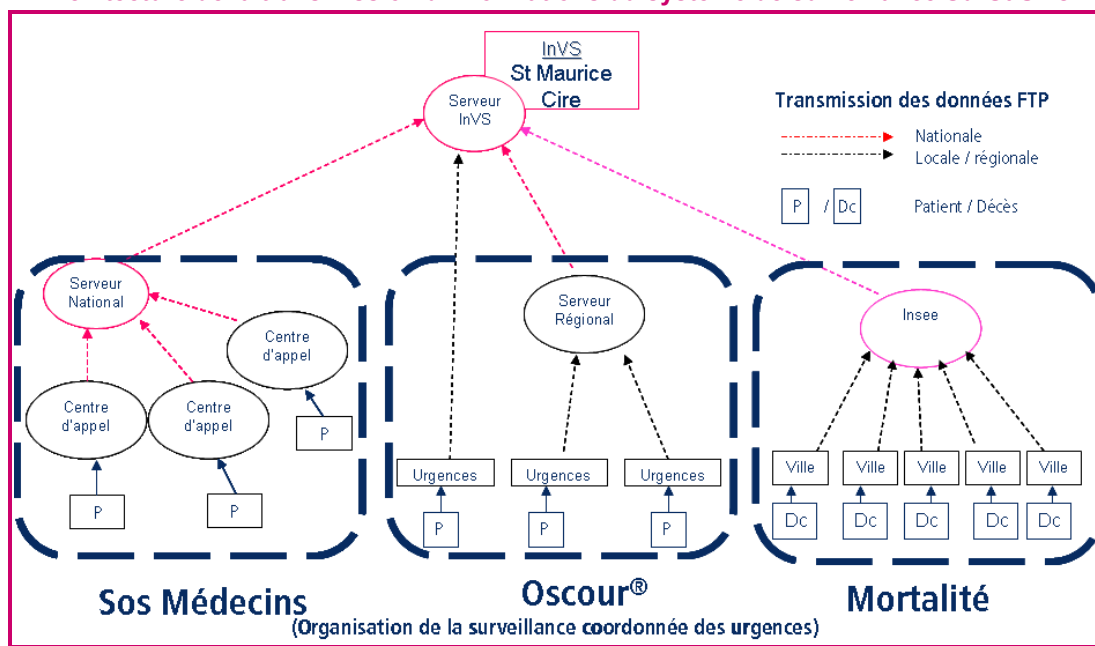 InVS
St Maurice
Cire
Serveur
InVS
Transmission des données FTP
Nationale
Locale / régionale
P / Dc Patient / Décès
Serveur
National
Centre
d'appel
Centre
d'appel
Centre
d'appel
P
P
P
Serveur
Régional
Urgences Urgences Urgences
P P P
Insee
Ville Ville Ville Ville Ville
Dc Dc Dc Dc Dc
Sos Médecins
Oscour®
Mortalité
(Organisation de la surveillance coordonnée des urgences)